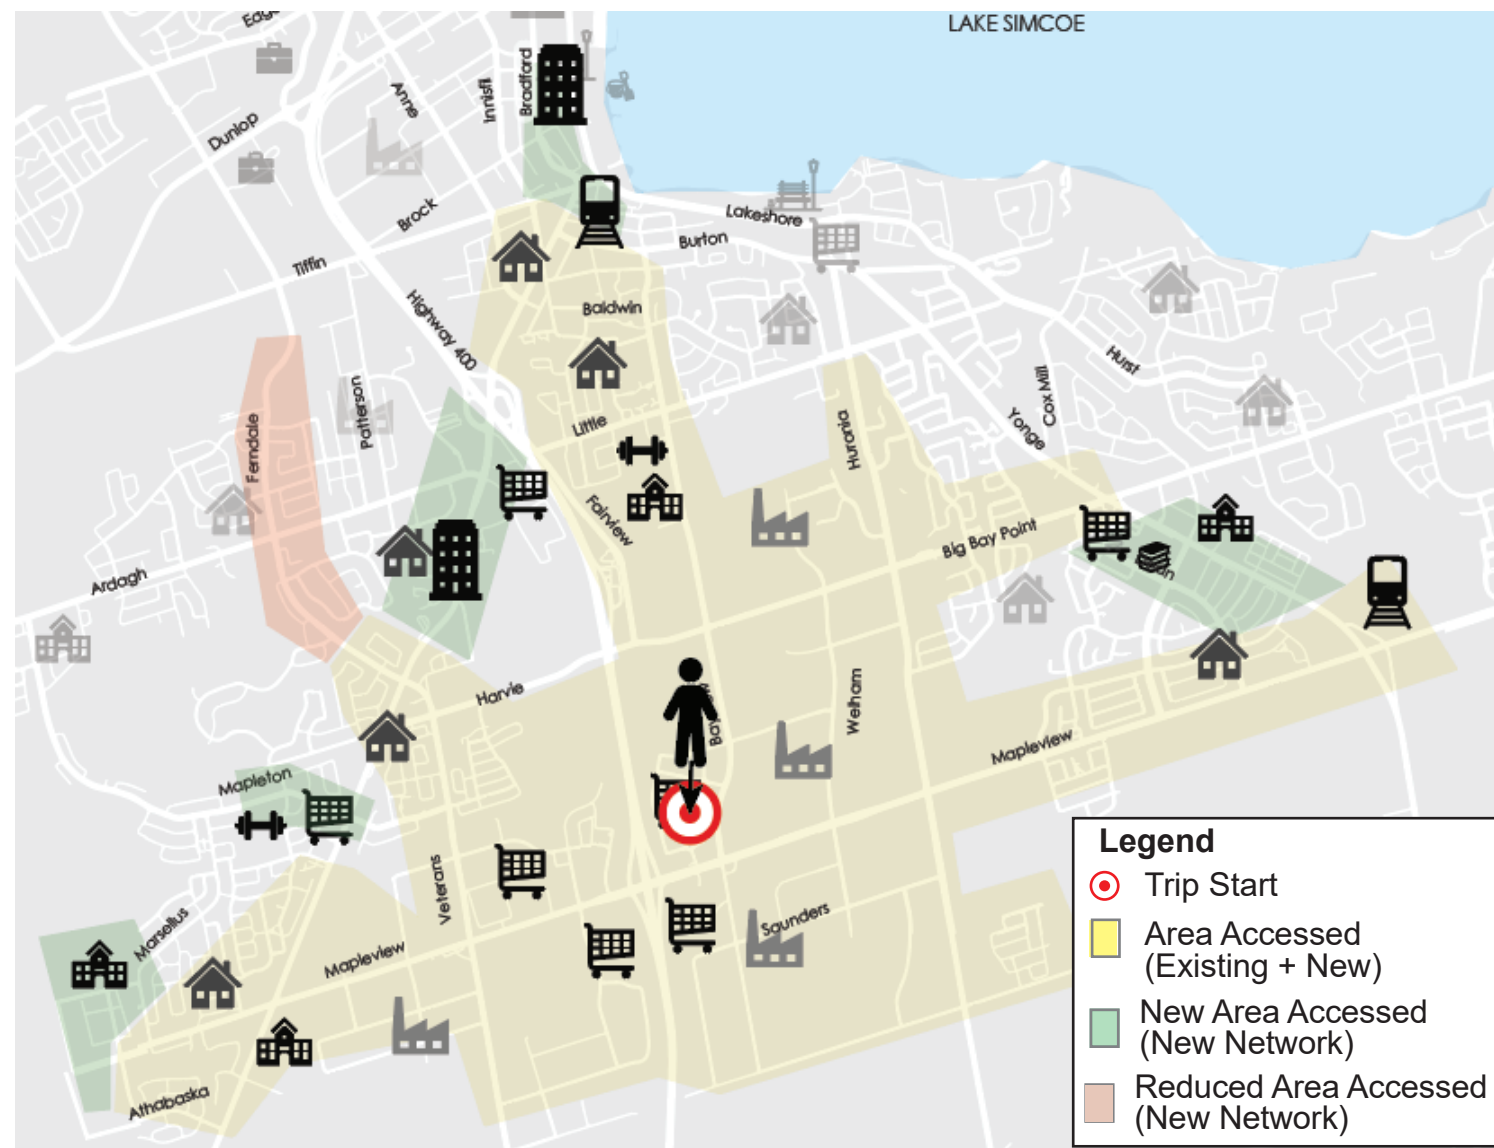 LAKE SIMCOE
Bradford
Innisfil
Anne
Dunlop
Brock
Lakeshore
Burton
Tiffin
Highway 400
Baldwin
Hurst
Cox Mill
Patterson
Ferndale
Little
Huronia
Yonge
Fairview
Big Bay Point
Ardagh
Harvie
Welham
Mapleview
Mapleton
Veterans
Marsellus
Saunders
Mapleview
Athabaska
Legend
Trip Start
Area Accessed
(Existing + New)
New Area Accessed
(New Network)
Reduced Area Accessed
(New Network)